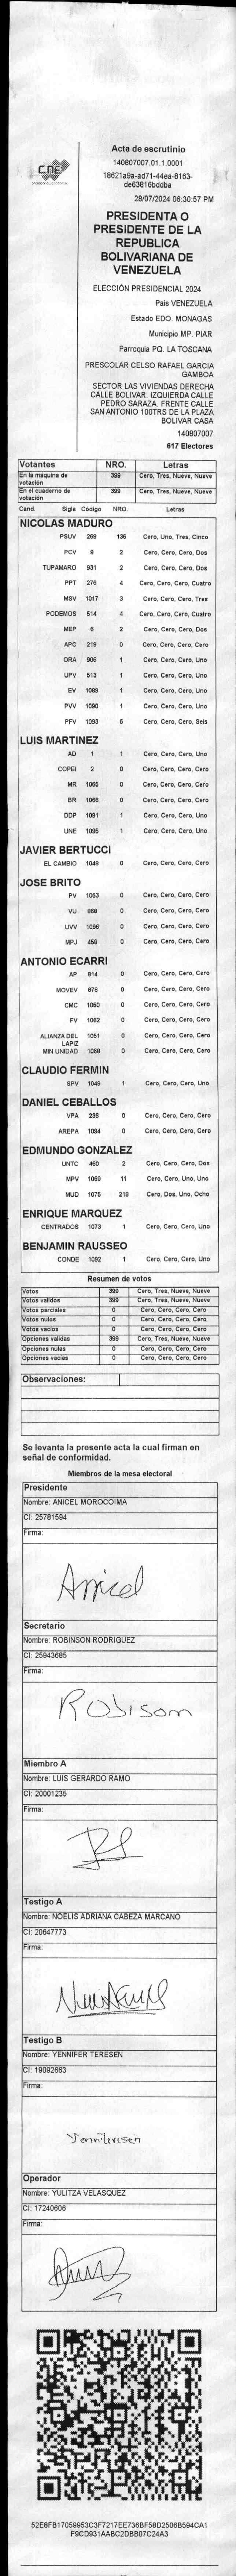 CNE
Acta de escrutinio
140807007.01.1.0001
18621a9a-ad71-44ea-8163-
de63816bddba
28/07/2024 06:30:57 PM
PRESIDENTA O
PRESIDENTE DE LA
REPUBLICA
BOLIVARIANA DE
VENEZUELA
ELECCIÓN PRESIDENCIAL 2024
Pais VENEZUELA
Estado EDO. MONAGAS
Municipio MP. PIAR
Parroquia PQ. LA TOSCANA
PRESCOLAR CELSO RAFAEL GARCIA
GAMBOA
SECTOR LAS VIVIENDAS DERECHA
CALLE BOLIVAR. IZQUIERDA CALLE
PEDRO SARAZA. FRENTE CALLE
SAN ANTONIO 100TRS DE LA PLAZA
BOLIVAR CASA
140807007
617 Electores
Votantes NRO. Letras
En la máquina de votación 399 Cero, Tres, Nueve, Nueve
En el cuaderno de votación 399 Cero, Tres, Nueve, Nueve
Cand. Sigla Código NRO. Letras
NICOLAS MADURO
PSUV 269 135 Cero, Uno, Tres, Cinco
PCV 9 2 Cero, Cero, Cero, Dos
TUPAMARO 931 2 Cero, Cero, Cero, Dos
PPT 276 4 Cero, Cero, Cero, Cuatro
MSV 1017 3 Cero, Cero, Cero, Tres
PODEMOS 514 4 Cero, Cero, Cero, Cuatro
MEP 6 2 Cero, Cero, Cero, Dos
APC 219 0 Cero, Cero, Cero, Cero
ORA 906 1 Cero, Cero, Cero, Uno
UPV 513 1 Cero, Cero, Cero, Uno
EV 1089 1 Cero, Cero, Cero, Uno
PVV 1090 1 Cero, Cero, Cero, Uno
PFV 1093 6 Cero, Cero, Cero, Seis
LUIS MARTINEZ
AD 1 1 Cero, Cero, Cero, Uno
COPEI 2 0 Cero, Cero, Cero, Cero
MR 1065 0 Cero, Cero, Cero, Cero
BR 1066 0 Cero, Cero, Cero, Cero
DDP 1091 1 Cero, Cero, Cero, Uno
UNE 1095 1 Cero, Cero, Cero, Uno
JAVIER BERTUCCI
EL CAMBIO 1048 0 Cero, Cero, Cero, Cero
JOSE BRITO
PV 1053 0 Cero, Cero, Cero, Cero
VU 868 0 Cero, Cero, Cero, Cero
UVV 1096 0 Cero, Cero, Cero, Cero
MPJ 458 0 Cero, Cero, Cero, Cero
ANTONIO ECARRI
AP 814 0 Cero, Cero, Cero, Cero
MOVEV 878 0 Cero, Cero, Cero, Cero
CMC 1050 0 Cero, Cero, Cero, Cero
FV 1062 0 Cero, Cero, Cero, Cero
ALIANZA DEL LAPIZ 1051 0 Cero, Cero, Cero, Cero
MIN UNIDAD 1068 0 Cero, Cero, Cero, Cero
CLAUDIO FERMIN
SPV 1049 1 Cero, Cero, Cero, Uno
DANIEL CEBALLOS
VPA 238 0 Cero, Cero, Cero, Cero
AREPA 1094 0 Cero, Cero, Cero, Cero
EDMUNDO GONZALEZ
UNTC 460 2 Cero, Cero, Cero, Dos
MPV 1069 11 Cero, Cero, Uno, Uno
MUD 1075 218 Cero, Dos, Uno, Ocho
ENRIQUE MARQUEZ
CENTRADOS 1073 1 Cero, Cero, Cero, Uno
BENJAMIN RAUSSEO
CONDE 1092 1 Cero, Cero, Cero, Uno
Resumen de votos
Votos 399 Cero, Tres, Nueve, Nueve
Votos validos 399 Cero, Tres, Nueve, Nueve
Votos parciales 0 Cero, Cero, Cero, Cero
Votos nulos 0 Cero, Cero, Cero, Cero
Votos vacíos 0 Cero, Cero, Cero, Cero
Opciones validas 399 Cero, Tres, Nueve, Nueve
Opciones nulas 0 Cero, Cero, Cero, Cero
Opciones vacias 0 Cero, Cero, Cero, Cero
Observaciones:
Se levanta la presente acta la cual firman en
señal de conformidad.
Miembros de la mesa electoral
Presidente
Nombre: ANICEL MOROCOIMA
CI: 25781594
Firma:
Anicel
Secretario
Nombre: ROBINSON RODRIGUEZ
CI: 25943685
Firma:
Robisom
Miembro A
Nombre: LUIS GERARDO RAMO
CI: 20001235
Firma:
Testigo A
Nombre: NOELIS ADRIANA CABEZA MARCANO
CI: 20647773
Firma:
Testigo B
Nombre: YENNIFER TERESEN
CI: 19092663
Firma:
Operador
Nombre: YULITZA VELASQUEZ
CI: 17240606
Firma:
52E8FB17059953C3F7217EE736BF58D2506B594CA1
F9CD931AABC2DBB07C24A3